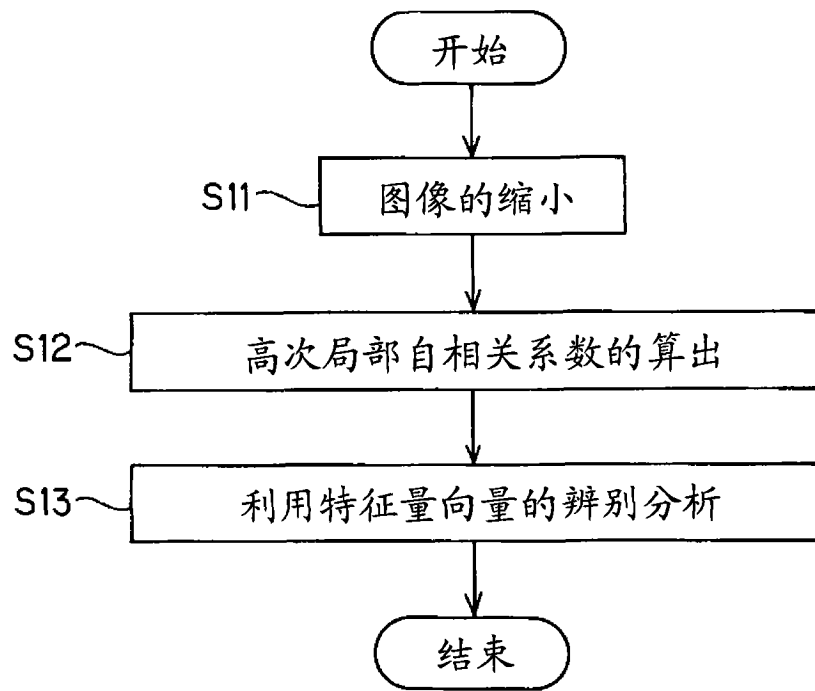 开始
S11 图像的缩小
S12 高次局部自相关系数的算出
S13 利用特征量向量的辨别分析
结束